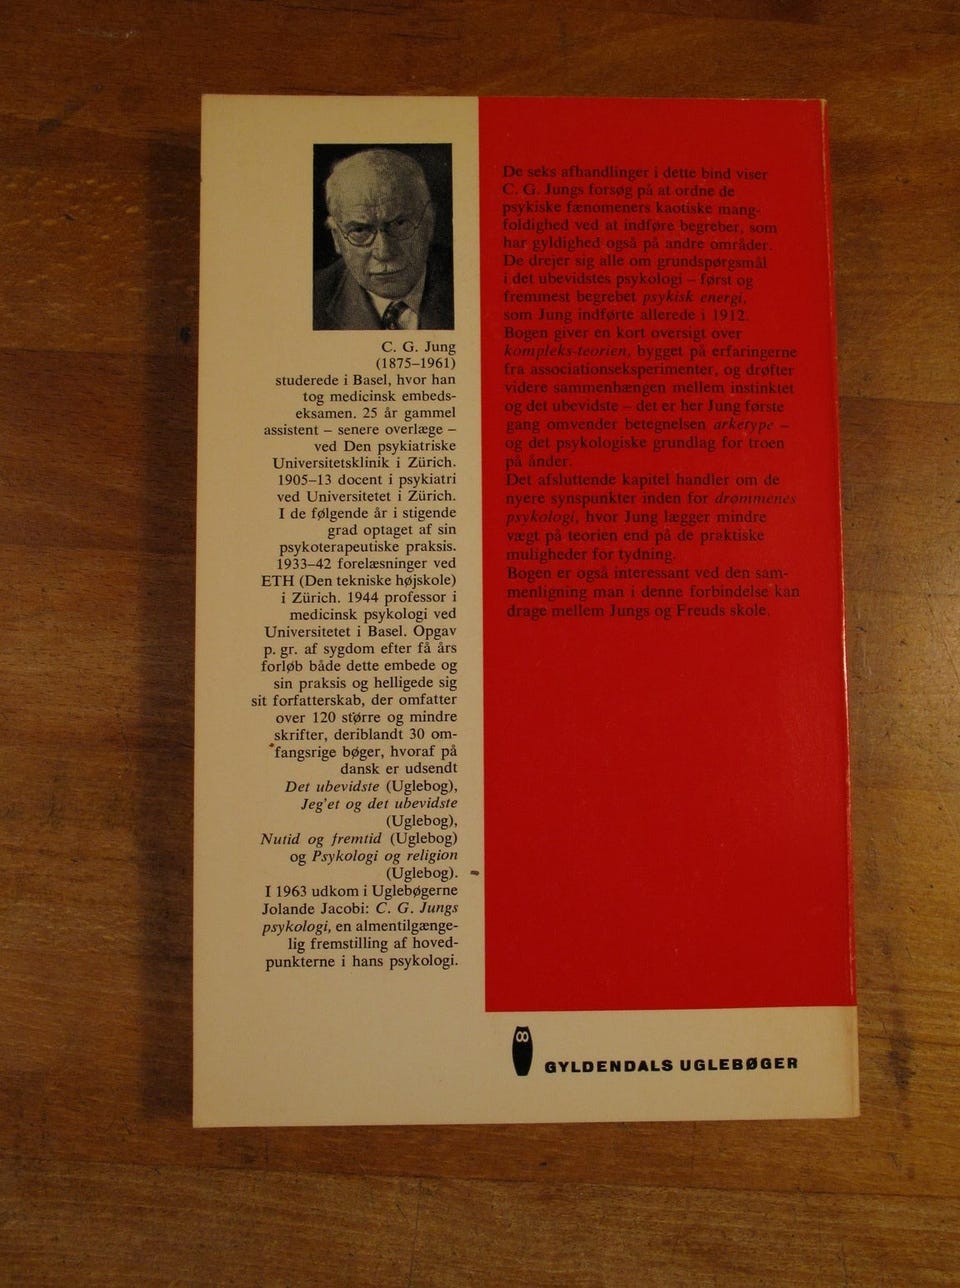 C. G. Jung
(1875–1961)
studerede i Basel, hvor han
tog medicinsk embeds-
eksamen. 25 år gammel
assistent – senere overlæge –
ved Den psykiatriske
Universitetsklinik i Zürich.
1905–13 docent i psykiatri
ved Universitetet i Zürich.
I de følgende år i stigende
grad optaget af sin
psykoterapeutiske praksis.
1933–42 forelæsninger ved
ETH (Den tekniske højskole)
i Zürich. 1944 professor i
medicinsk psykologi ved
Universitetet i Basel. Opgav
p. gr. af sygdom efter få års
forløb både dette embede og
sin praksis og helligede sig
sit forfatterskab, der omfatter
over 120 større og mindre
skrifter, deriblandt 30 om-
fangsrige bøger, hvoraf på
dansk er udsendt
Det ubevidste (Uglebog),
Jeg'et og det ubevidste
(Uglebog),
Nutid og fremtid (Uglebog)
og Psykologi og religion
(Uglebog).
I 1963 udkom i Uglebøgerne
Jolande Jacobi: C. G. Jungs
psykologi, en almentilgænge-
lig fremstilling af hoved-
punkterne i hans psykologi.
De seks afhandlinger i dette bind viser
C. G. Jungs forsøg på at ordne de
psykiske fænomeners kaotiske mang-
foldighed ved at indføre begreber, som
har gyldighed også på andre områder.
De drejer sig alle om grundspørgsmål
i det ubevidstes psykologi – først og
fremmest begrebet psykisk energi,
som Jung indførte allerede i 1912.
Bogen giver en kort oversigt over
kompleks-teorien, bygget på erfaringerne
fra associationseksperimenter, og drøfter
videre sammenhængen mellem instinktet
og det ubevidste – det er her Jung første
gang omvender betegnelsen arketype –
og det psykologiske grundlag for troen
på ånder.
Det afsluttende kapitel handler om de
nyere synspunkter inden for drømmenes
psykologi, hvor Jung lægger mindre
vægt på teorien end på de praktiske
muligheder for tydning.
Bogen er også interessant ved den sam-
menligning man i denne forbindelse kan
drage mellem Jungs og Freuds skole.
GYLDENDALS UGLEBØGER